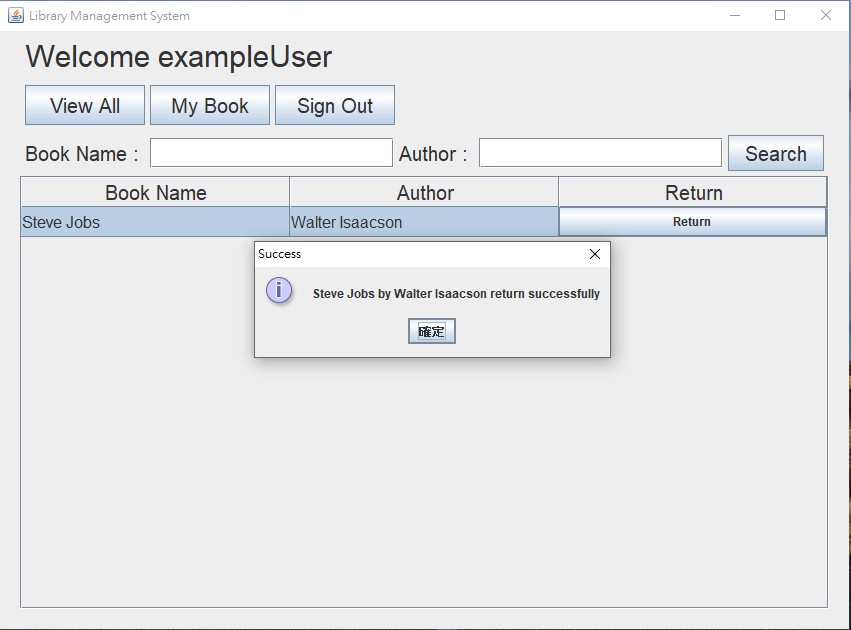 Library Management System
Welcome exampleUser
View All My Book Sign Out
Book Name : Author : Search
Book Name Author Return
Steve Jobs Walter Isaacson Return
Success
Steve Jobs by Walter Isaacson return successfully
確定